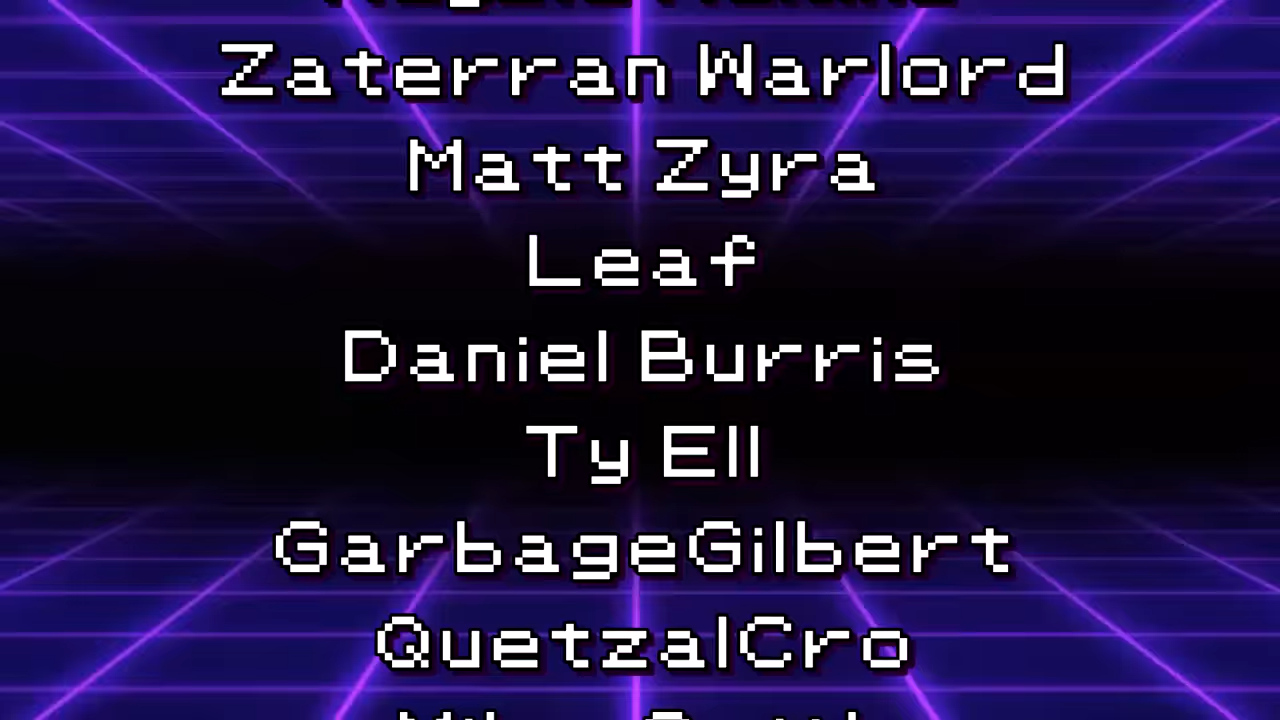 Zaterran Warlord
Matt Zyra
Leaf
Daniel Burris
Ty Ell
GarbageGilbert
QuetzalCro